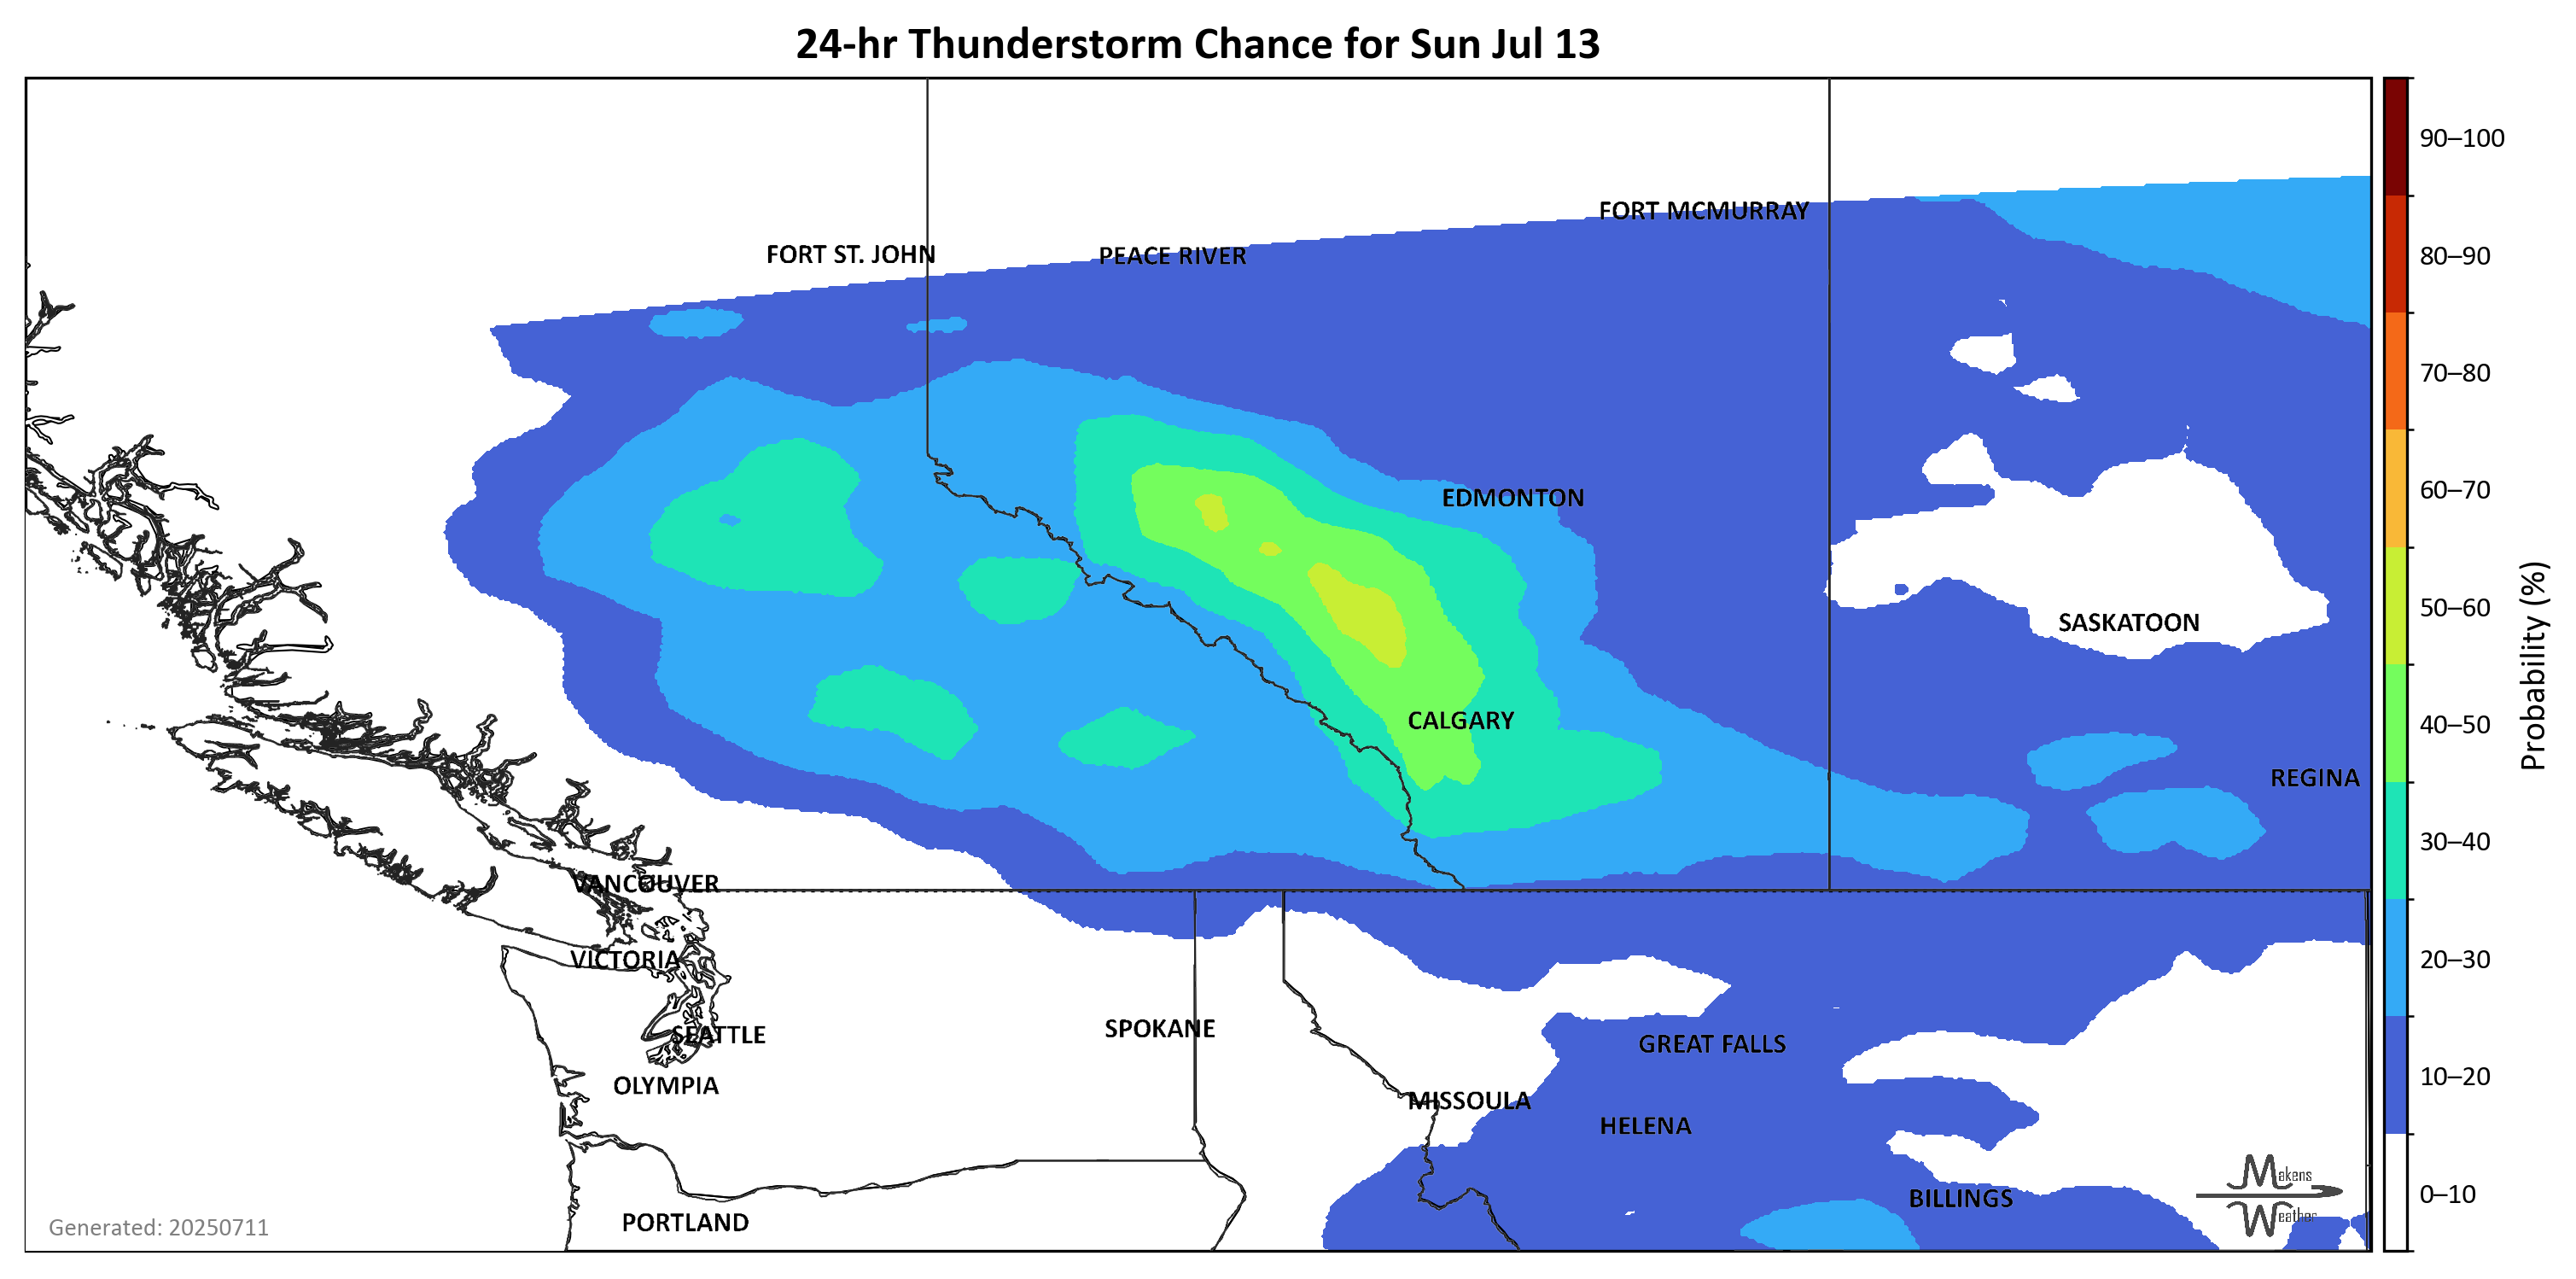 24-hr Thunderstorm Chance for Sun Jul 13
90–100
FORT MCMURRAY
FORT ST. JOHN
PEACE RIVER
80–90
70–80
60–70
EDMONTON
50–60
SASKATOON
Probability (%)
CALGARY
40–50
REGINA
30–40
VANCOUVER
VICTORIA
20–30
SEATTLE
SPOKANE
GREAT FALLS
OLYMPIA
MISSOULA
10–20
HELENA
Makens
Weather
BILLINGS
0–10
PORTLAND
Generated: 20250711